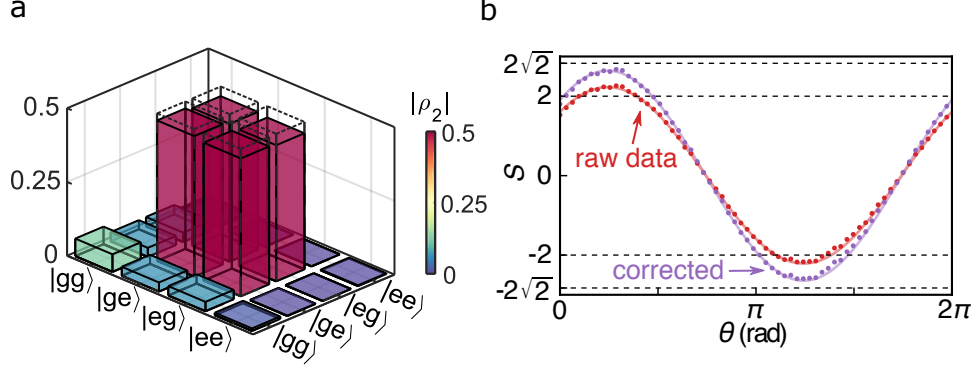 a
|ρ₂|
0.5
0.25
0
|gg⟩
|ge⟩
|eg⟩
|ee⟩
|gg⟩
|ge⟩
|eg⟩
|ee⟩
0.5
0.25
0
b
2√2
2
0
-2
-2√2
S
raw data
corrected
0
π
2π
θ (rad)